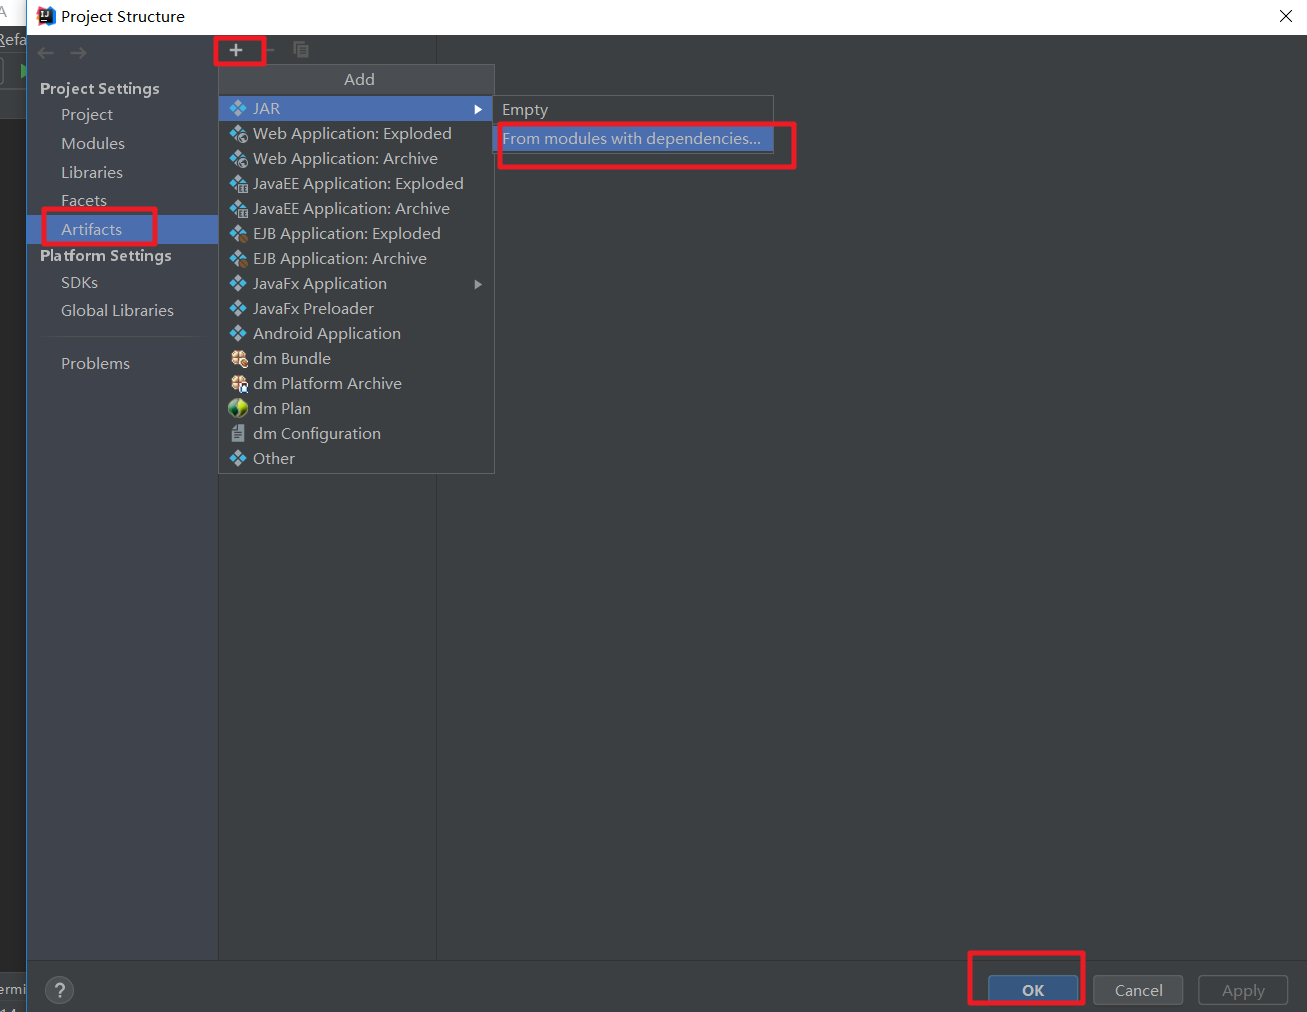 Project Structure
Refa
Project Settings
Project
Modules
Libraries
Facets
Artifacts
Platform Settings
SDKs
Global Libraries
Problems
Add
JAR
Web Application: Exploded
Web Application: Archive
JavaEE Application: Exploded
JavaEE Application: Archive
EJB Application: Exploded
EJB Application: Archive
JavaFx Application
JavaFx Preloader
Android Application
dm Bundle
dm Platform Archive
dm Plan
dm Configuration
Other
Empty
From modules with dependencies...
ermi
?
OK
Cancel
Apply